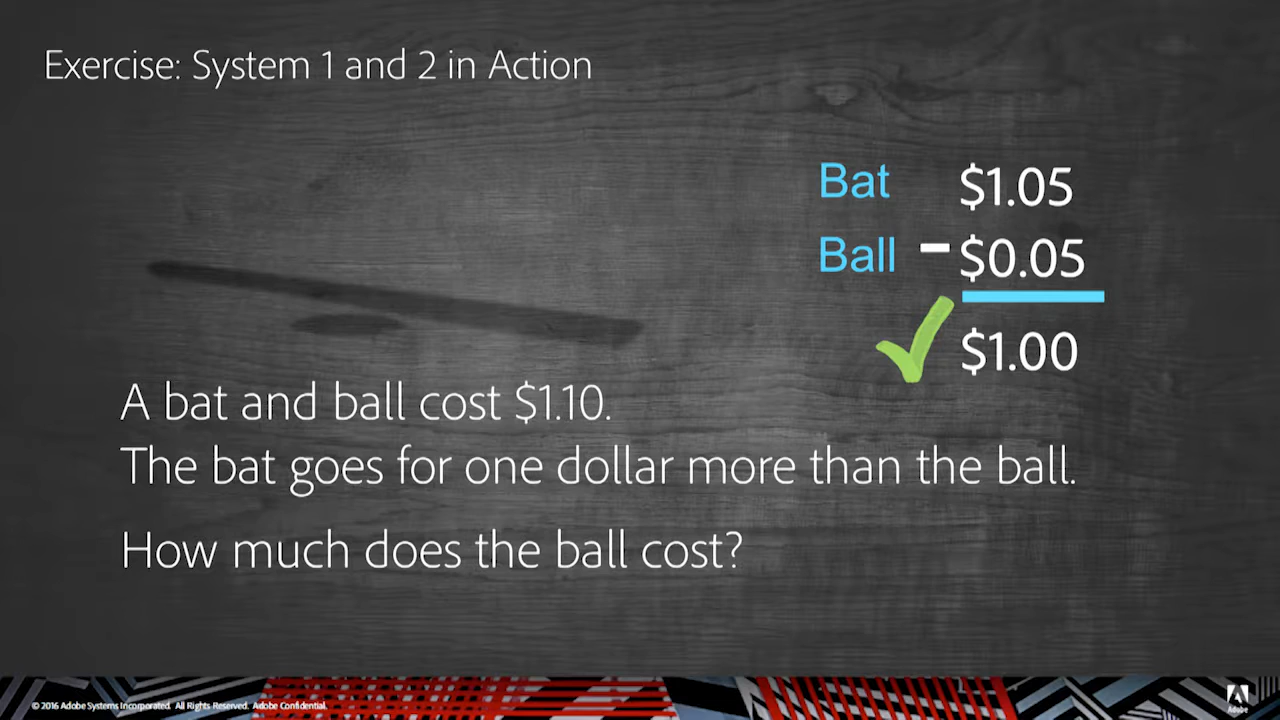 Exercise: System 1 and 2 in Action
Bat $1.05
Ball - $0.05
$1.00
A bat and ball cost $1.10.
The bat goes for one dollar more than the ball.
How much does the ball cost?
© 2016 Adobe Systems Incorporated. All Rights Reserved. Adobe Confidential.
Adobe